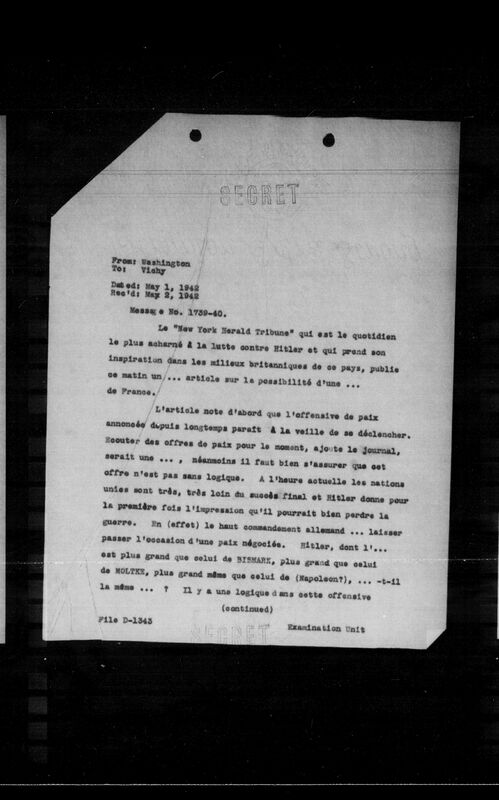 SECRET
From: Washington
To: Vichy
Dated: May 1, 1942
Rec'd: May 2, 1942
Message No. 1739-40.
Le "New York Herald Tribune" qui est le quotidien
le plus acharné à la lutte contre Hitler et qui prend son
inspiration dans les milieux britanniques de ce pays, publie
ce matin un ... article sur la possibilité d'une ...
de France.
L'article note d'abord que l'offensive de paix
annoncée depuis longtemps paraît à la veille de se déclencher.
Ecouter des offres de paix pour le moment, ajoute le journal,
serait une ... , néanmoins il faut bien s'assurer que cet
offre n'est pas sans logique. A l'heure actuelle les nations
unies sont très, très loin du succès final et Hitler donne pour
la première fois l'impression qu'il pourrait bien perdre la
guerre. En (effet) le haut commandement allemand ... laisser
passer l'occasion d'une paix négociée. Hitler, dont l'...
est plus grand que celui de BISMARK, plus grand que celui
de MOLTKE, plus grand même que celui de (Napoleon?), ... -t-il
la même ... ? Il y a une logique dans cette offensive
(continued)
File D-1343
Examination Unit
SECRET